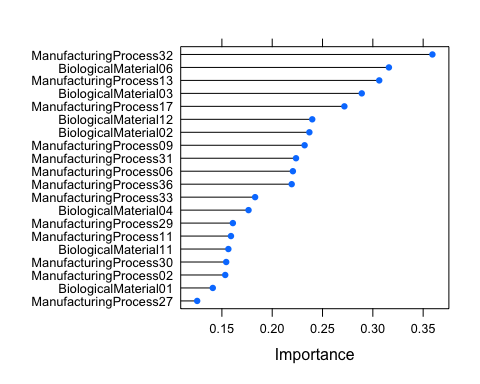 ManufacturingProcess32
BiologicalMaterial06
ManufacturingProcess13
BiologicalMaterial03
ManufacturingProcess17
BiologicalMaterial12
BiologicalMaterial02
ManufacturingProcess09
ManufacturingProcess31
ManufacturingProcess06
ManufacturingProcess36
ManufacturingProcess33
BiologicalMaterial04
ManufacturingProcess29
ManufacturingProcess11
BiologicalMaterial11
ManufacturingProcess30
ManufacturingProcess02
BiologicalMaterial01
ManufacturingProcess27
0.15 0.20 0.25 0.30 0.35
Importance